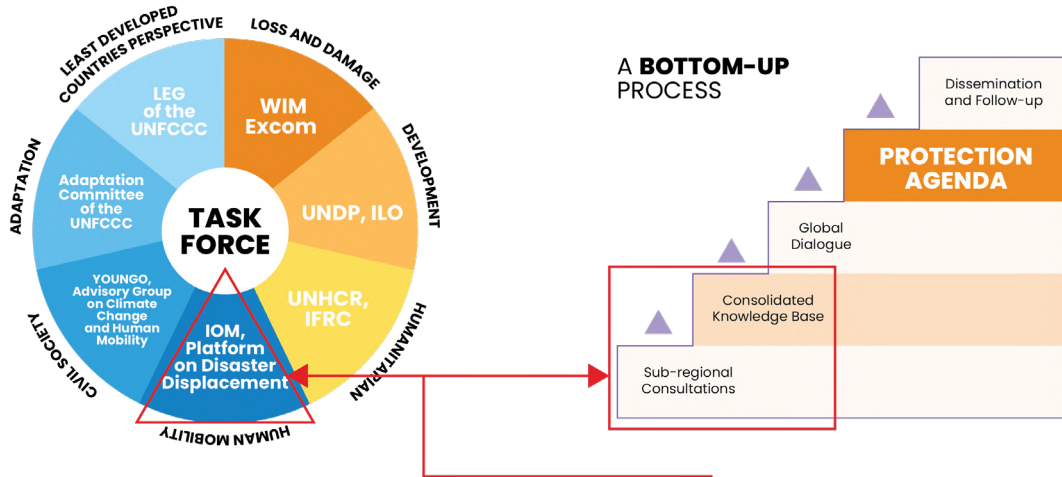 LEAST DEVELOPED
COUNTRIES PERSPECTIVE
LOSS AND DAMAGE
DEVELOPMENT
HUMANITARIAN
HUMAN MOBILITY
CIVIL SOCIETY
ADAPTATION
LEG
of the
UNFCCC
WIM
Excom
UNDP, ILO
UNHCR,
IFRC
IOM,
Platform
on Disaster
Displacement
YOUNGO,
Advisory Group
on Climate
Change
and Human
Mobility
Adaptation
Committee
of the
UNFCCC
TASK
FORCE
A BOTTOM-UP
PROCESS
Dissemination
and Follow-up
PROTECTION
AGENDA
Global
Dialogue
Consolidated
Knowledge Base
Sub-regional
Consultations